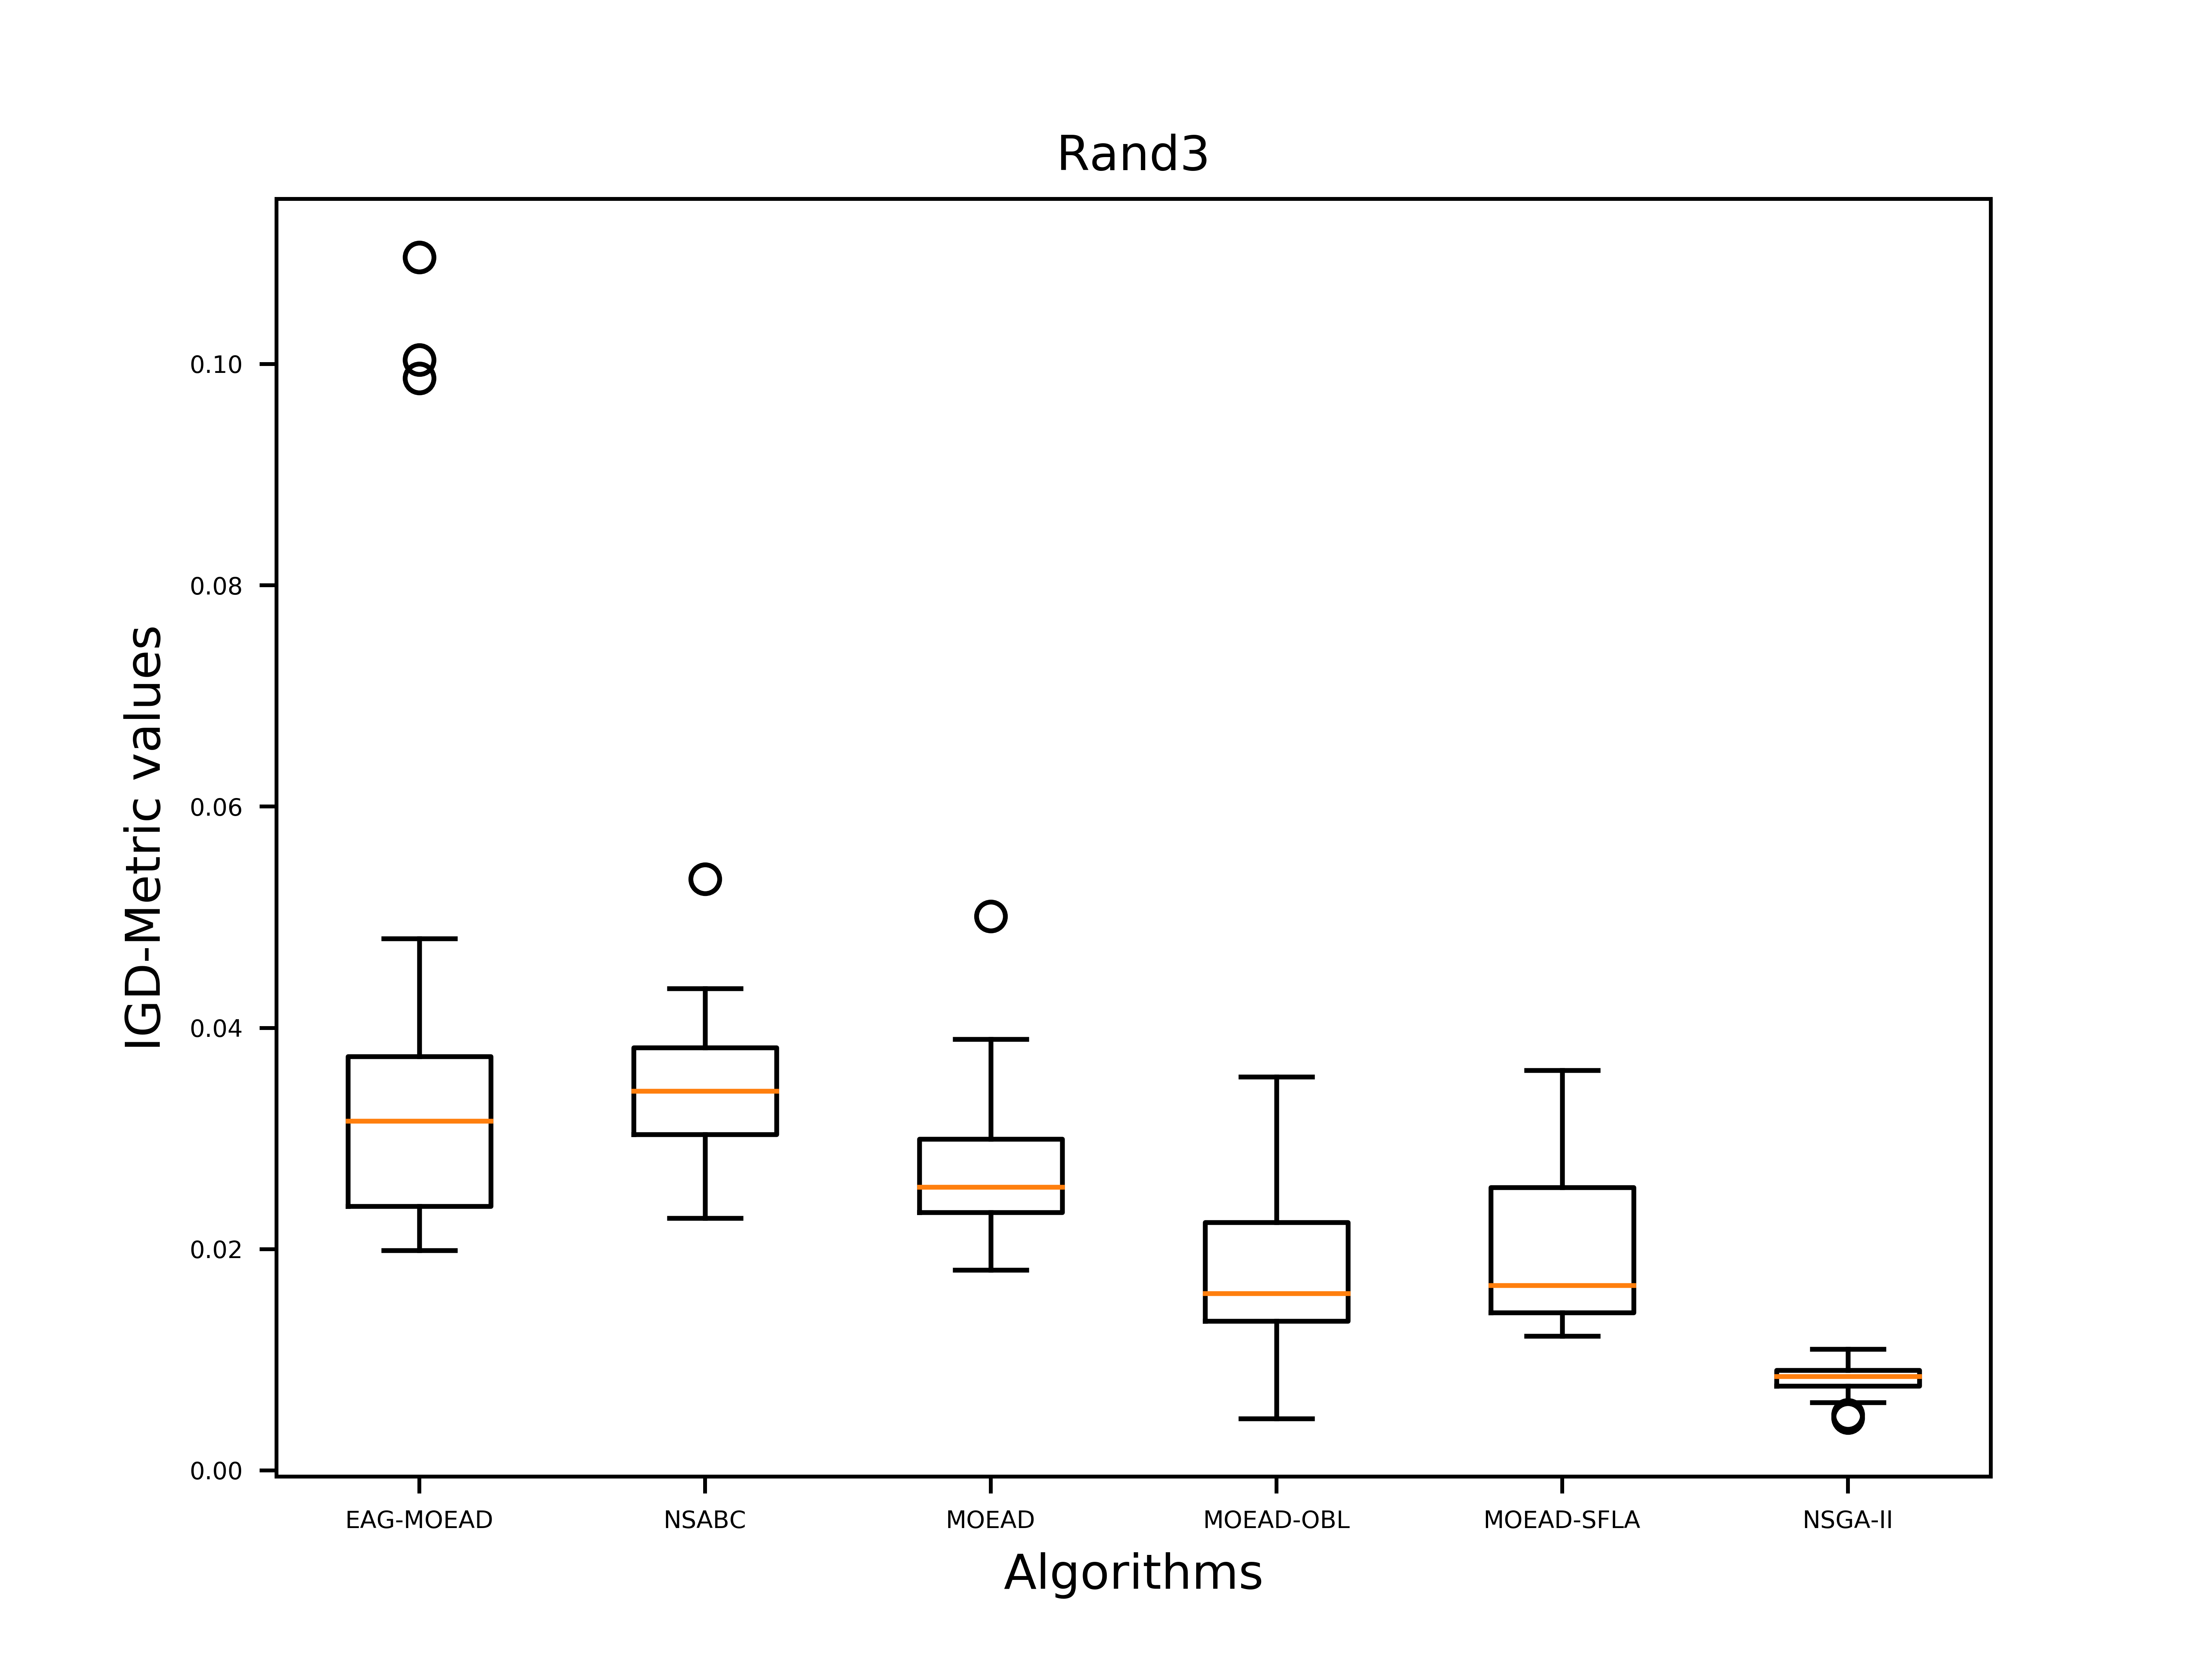 Rand3
IGD-Metric values
0.10
0.08
0.06
0.04
0.02
0.00
EAG-MOEAD NSABC MOEAD MOEAD-OBL MOEAD-SFLA NSGA-II
Algorithms